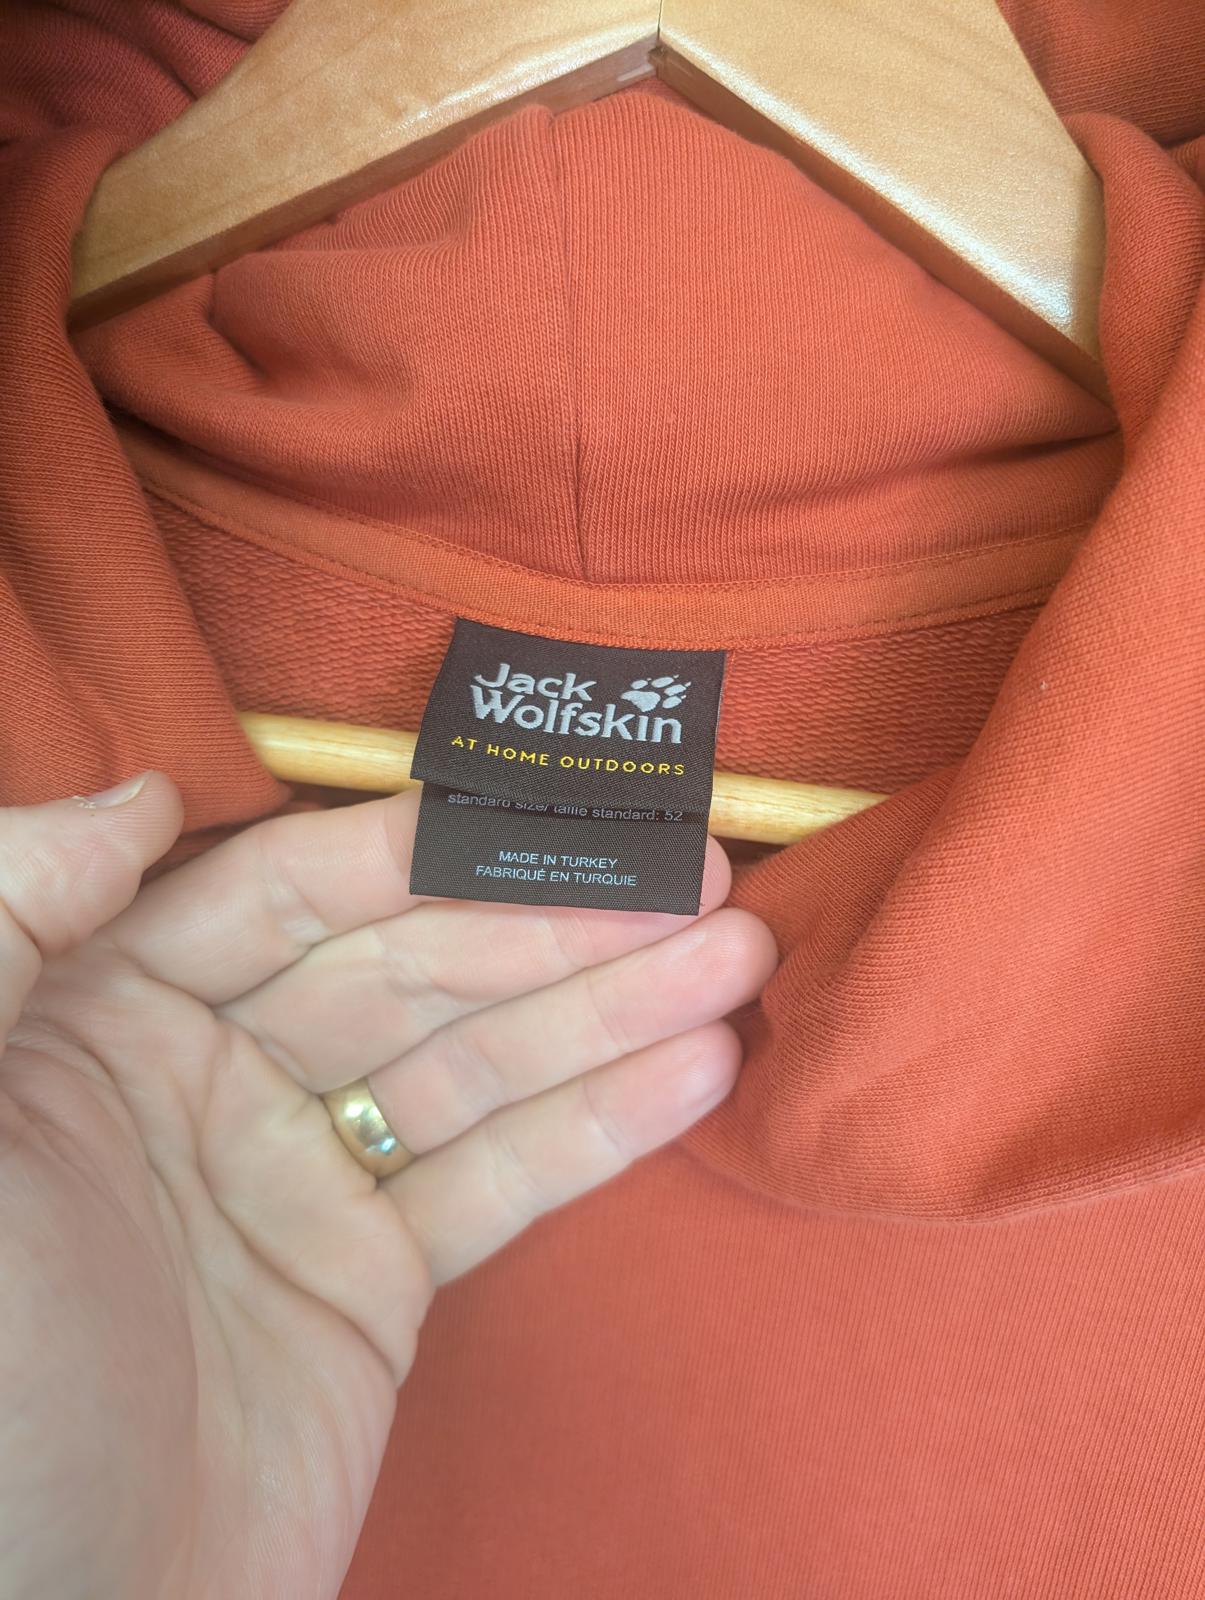 Jack
Wolfskin
AT HOME OUTDOORS
standard size/ taille standard: 52
MADE IN TURKEY
FABRIQUÉ EN TURQUIE